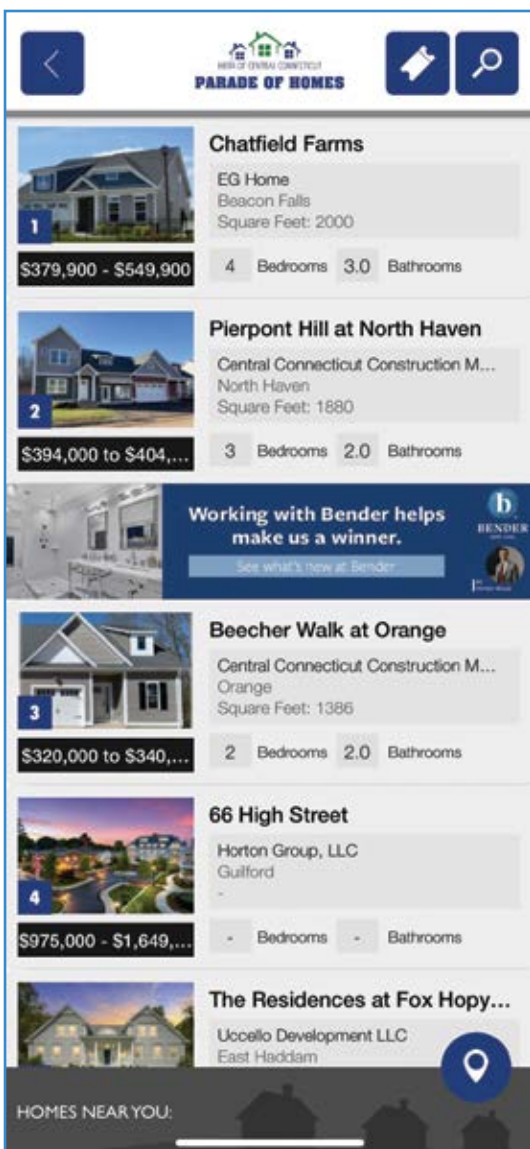 HBRA OF CENTRAL CONNECTICUT
PARADE OF HOMES
Chatfield Farms
EG Home
Beacon Falls
Square Feet: 2000
1
$379,900 - $549,900
4 Bedrooms 3.0 Bathrooms
Pierpont Hill at North Haven
Central Connecticut Construction M...
North Haven
Square Feet: 1880
2
$394,000 to $404,...
3 Bedrooms 2.0 Bathrooms
Working with Bender helps
make us a winner.
See what's new at Bender
b.
BENDER
Beecher Walk at Orange
Central Connecticut Construction M...
Orange
Square Feet: 1386
3
$320,000 to $340,...
2 Bedrooms 2.0 Bathrooms
66 High Street
Horton Group, LLC
Guilford
-
4
$975,000 - $1,649,...
- Bedrooms - Bathrooms
The Residences at Fox Hopy...
Uccello Development LLC
East Haddam
HOMES NEAR YOU: